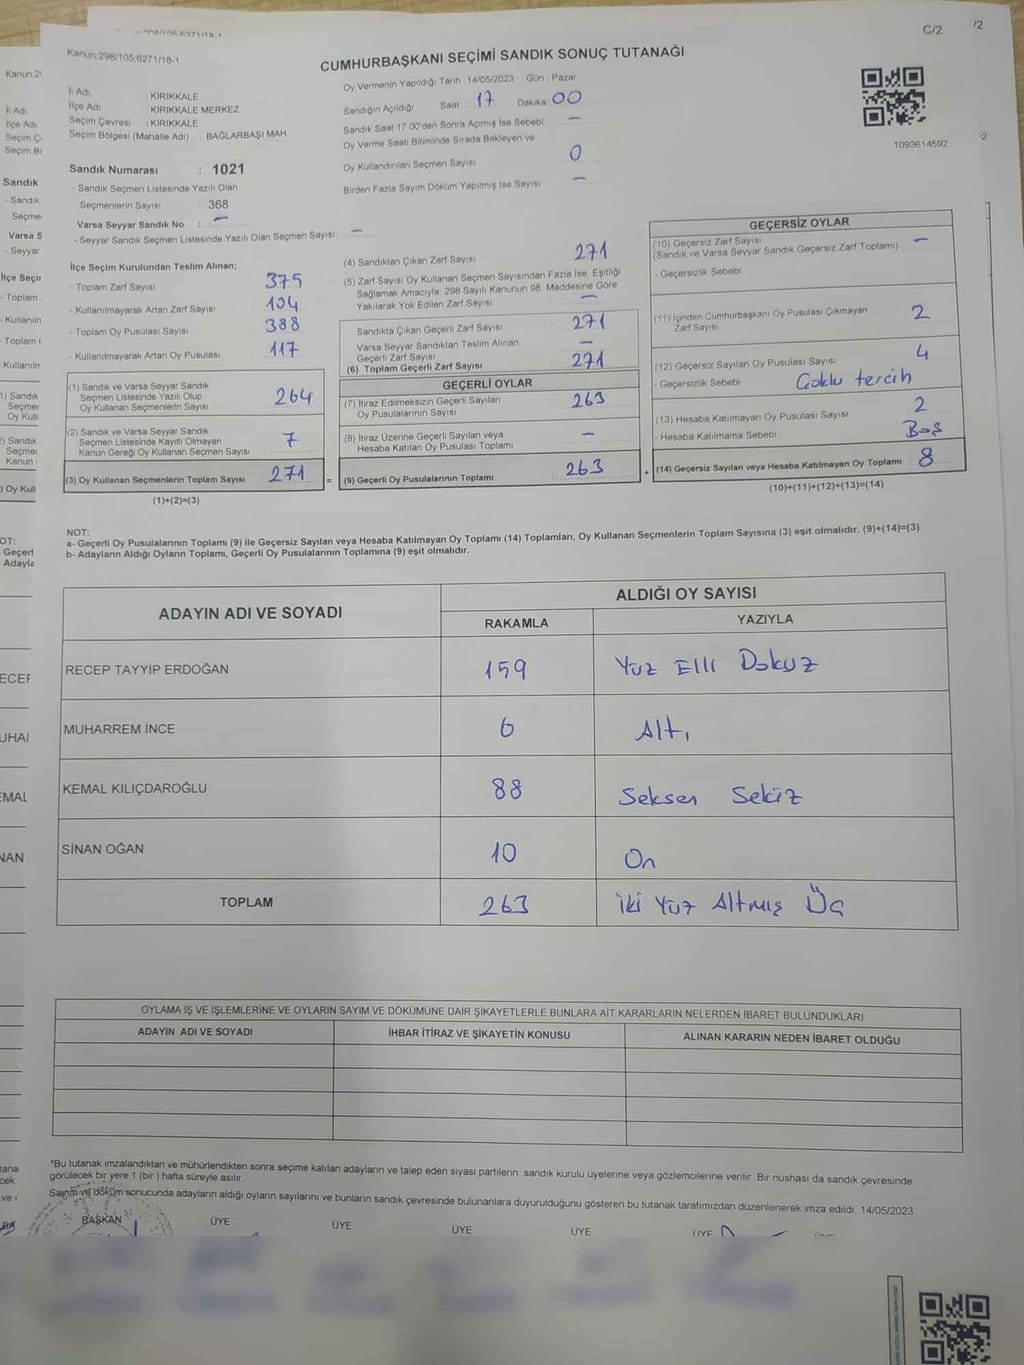 C/2
/2
Kanun.298/105,6271/18-1
CUMHURBAŞKANI SEÇİMİ SANDIK SONUÇ TUTANAĞI
İl Adı : KIRIKKALE
İlçe Adı : KIRIKKALE MERKEZ
Seçim Çevresi : KIRIKKALE
Seçim Bölgesi (Mahalle Adı) BAĞLARBAŞI MAH.
Oy Vermenin Yapıldığı Tarih : 14/05/2023 Gün : Pazar
Sandığın Açıldığı Saat 17 Dakika 00
Sandık Saat 17:00'den Sonra Açılmış İse Sebebi —
Oy Verme Saati Bitiminde Sırada Bekleyen ve
Oy Kullandırılan Seçmen Sayısı 0
Birden Fazla Sayım Döküm Yapılmış İse Sayısı —
1093614592
Sandık Numarası : 1021
- Sandık Seçmen Listesinde Yazılı Olan
Seçmenlerin Sayısı : 368
Varsa Seyyar Sandık No : —
- Seyyar Sandık Seçmen Listesinde Yazılı Olan Seçmen Sayısı: —
İlçe Seçim Kurulundan Teslim Alınan:
- Toplam Zarf Sayısı 375
- Kullanılmayarak Artan Zarf Sayısı 104
- Toplam Oy Pusulası Sayısı 388
- Kullanılmayarak Artan Oy Pusulası 117
(1) Sandık ve Varsa Seyyar Sandık
Seçmen Listesinde Yazılı Olup
Oy Kullanan Seçmenlerin Sayısı 264
(2) Sandık ve Varsa Seyyar Sandık
Seçmen Listesinde Kayıtlı Olmayan
Kanun Gereği Oy Kullanan Seçmen Sayısı 7
(3) Oy Kullanan Seçmenlerin Toplam Sayısı 271
(1)+(2)=(3)
=
(4) Sandıktan Çıkan Zarf Sayısı 271
(5) Zarf Sayısı Oy Kullanan Seçmen Sayısından Fazla İse, Eşitliği
Sağlamak Amacıyla, 298 Sayılı Kanunun 98. Maddesine Göre
Yakılarak Yok Edilen Zarf Sayısı —
Sandıkta Çıkan Geçerli Zarf Sayısı 271
Varsa Seyyar Sandıktan Teslim Alınan
Geçerli Zarf Sayısı —
(6) Toplam Geçerli Zarf Sayısı 271
GEÇERLİ OYLAR
(7) İtiraz Edilmeksizin Geçerli Sayılan
Oy Pusulalarının Sayısı 263
(8) İtiraz Üzerine Geçerli Sayılan veya
Hesaba Katılan Oy Pusulası Toplamı —
(9) Geçerli Oy Pusulalarının Toplamı 263
+
GEÇERSİZ OYLAR
(10) Geçersiz Zarf Sayısı
(Sandık ve Varsa Seyyar Sandık Geçersiz Zarf Toplamı) —
- Geçersizlik Sebebi
(11) İçinden Cumhurbaşkanı Oy Pusulası Çıkmayan
Zarf Sayısı 2
(12) Geçersiz Sayılan Oy Pusulası Sayısı 4
- Geçersizlik Sebebi Çoklu tercih
(13) Hesaba Katılmayan Oy Pusulası Sayısı 2
- Hesaba Katılmama Sebebi : Boş
(14) Geçersiz Sayılan veya Hesaba Katılmayan Oy Toplamı 8
(10)+(11)+(12)+(13)=(14)
NOT:
a- Geçerli Oy Pusulalarının Toplamı (9) ile Geçersiz Sayılan veya Hesaba Katılmayan Oy Toplamı (14) Toplamları, Oy Kullanan Seçmenlerin Toplam Sayısına (3) eşit olmalıdır. (9)+(14)=(3)
b- Adayların Aldığı Oyların Toplamı, Geçerli Oy Pusulalarının Toplamına (9) eşit olmalıdır.
ADAYIN ADI VE SOYADI
ALDIĞI OY SAYISI
RAKAMLA YAZIYLA
RECEP TAYYİP ERDOĞAN 159 Yüz Elli Dokuz
MUHARREM İNCE 6 Altı
KEMAL KILIÇDAROĞLU 88 Seksen Sekiz
SİNAN OĞAN 10 On
TOPLAM 263 İki Yüz Altmış Üç
OYLAMA İŞ VE İŞLEMLERİNE VE OYLARIN SAYIM VE DÖKÜMÜNE DAİR ŞİKAYETLERLE BUNLARA AİT KARARLARIN NELERDEN İBARET BULUNDUKLARI
ADAYIN ADI VE SOYADI İHBAR İTİRAZ VE ŞİKAYETİN KONUSU ALINAN KARARIN NEDEN İBARET OLDUĞU
*Bu tutanak imzalandıktan ve mühürlendikten sonra seçime katılan adayların ve talep eden siyasi partilerin sandık kurulu üyelerine veya gözlemcilerine verilir. Bir nüshası da sandık çevresinde
görülecek bir yere 1 (bir) hafta süreyle asılır.
Sayım ve döküm sonucunda adayların aldığı oyların sayılarını ve bunların sandık çevresinde bulunanlara duyurulduğunu gösteren bu tutanak tarafımızdan düzenlenerek imza edildi. 14/05/2023
BAŞKAN ÜYE ÜYE ÜYE ÜYE ÜYE